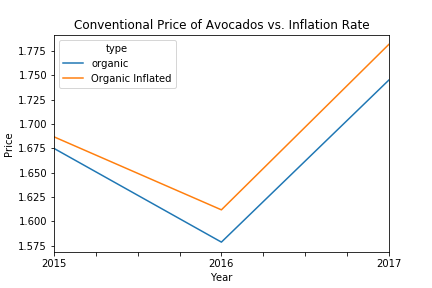 Conventional Price of Avocados vs. Inflation Rate
type
organic
Organic Inflated
1.775
1.750
1.725
1.700
1.675
1.650
1.625
1.600
1.575
Price
2015
2016
2017
Year